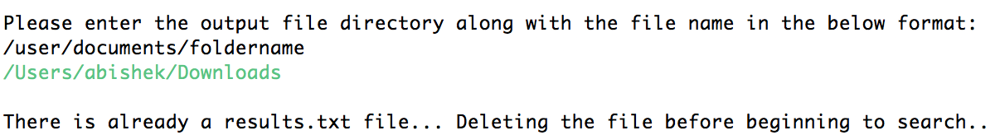 Please enter the output file directory along with the file name in the below format:
/user/documents/foldername
/Users/abishek/Downloads
There is already a results.txt file... Deleting the file before beginning to search..